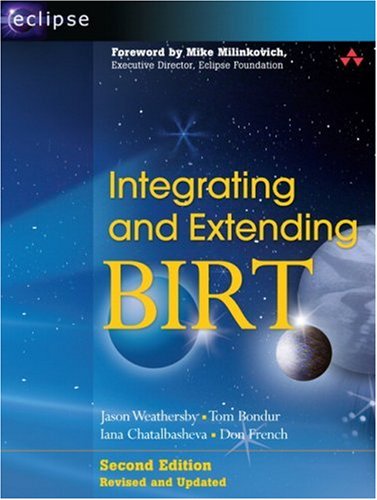 eclipse
Foreword by Mike Milinkovich,
Executive Director, Eclipse Foundation
Integrating
and Extending
BIRT
Jason Weathersby ▪ Tom Bondur
Iana Chatalbasheva ▪ Don French
Second Edition
Revised and Updated